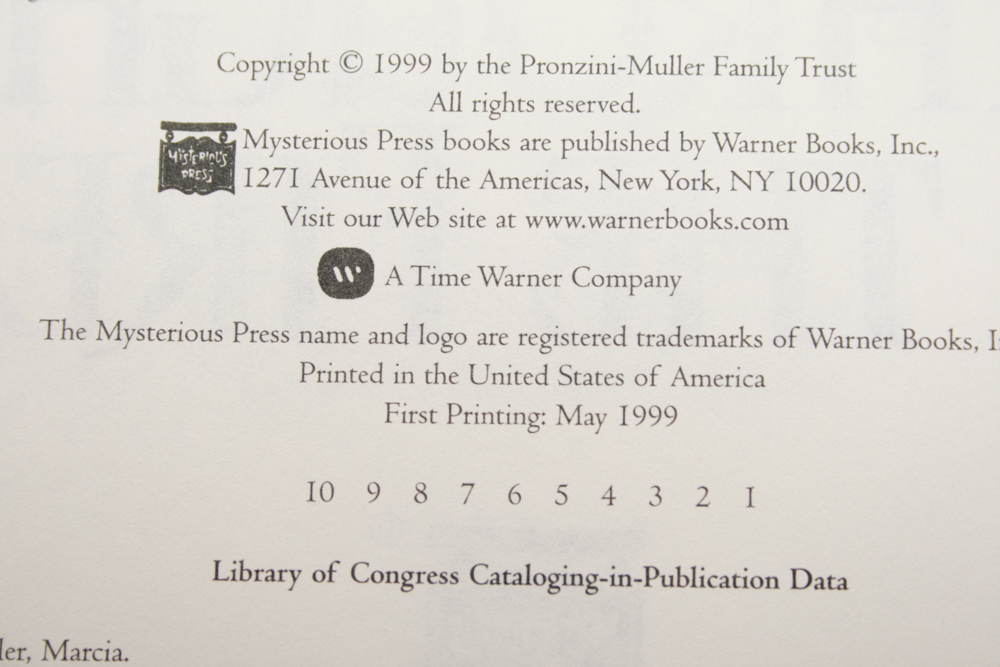 Copyright © 1999 by the Pronzini-Muller Family Trust
All rights reserved.
MYSTERIOUS
PRESS
Mysterious Press books are published by Warner Books, Inc.,
1271 Avenue of the Americas, New York, NY 10020.
Visit our Web site at www.warnerbooks.com
A Time Warner Company
The Mysterious Press name and logo are registered trademarks of Warner Books, I
Printed in the United States of America
First Printing: May 1999
10 9 8 7 6 5 4 3 2 1
Library of Congress Cataloging-in-Publication Data
ler, Marcia.